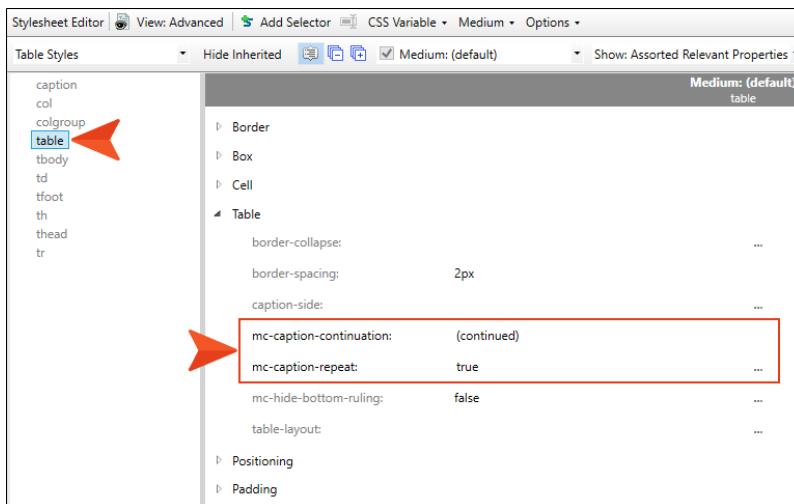 Stylesheet Editor View: Advanced Add Selector CSS Variable Medium Options
Table Styles Hide Inherited Medium: (default) Show: Assorted Relevant Properties
caption
col
colgroup
table
tbody
td
tfoot
th
thead
tr
Medium: (default)
table
Border
Box
Cell
Table
border-collapse: ...
border-spacing: 2px
caption-side: ...
mc-caption-continuation: (continued)
mc-caption-repeat: true ...
mc-hide-bottom-ruling: false ...
table-layout: ...
Positioning
Padding